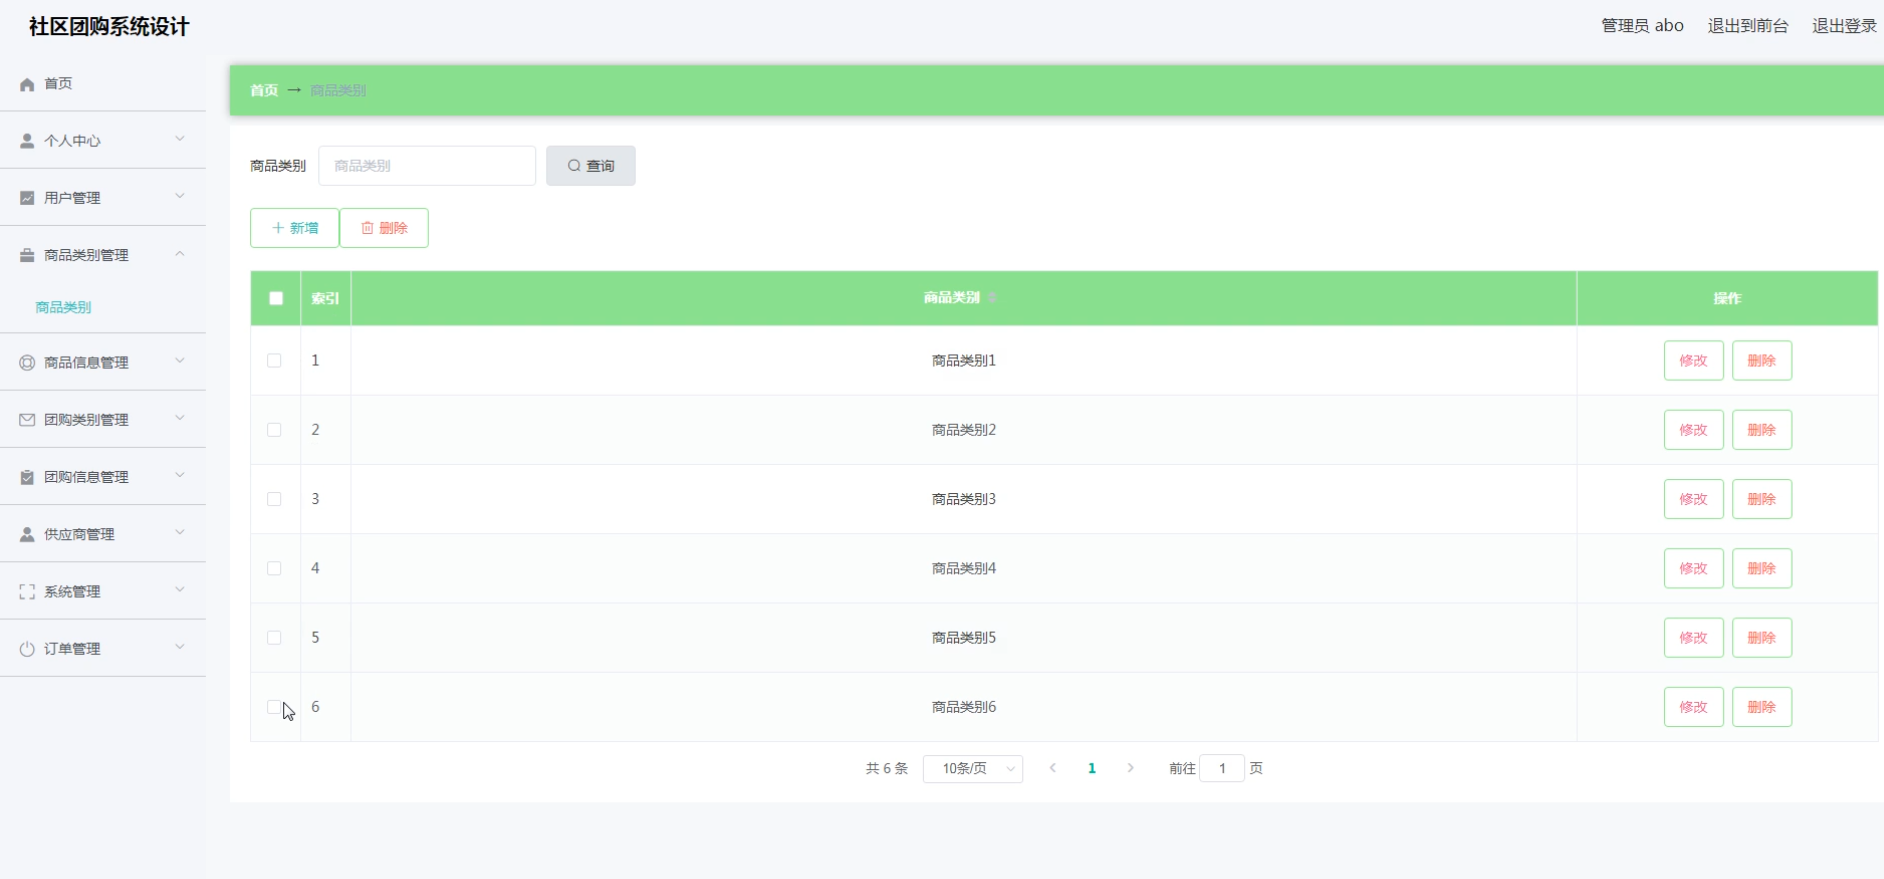 社区团购系统设计
管理员 abo 退出到前台 退出登录
首页
个人中心
用户管理
商品类别管理
商品类别
商品信息管理
团购类别管理
团购信息管理
供应商管理
系统管理
订单管理
首页 → 商品类别
商品类别 商品类别 查询
新增 删除
索引 商品类别 操作
1 商品类别1 修改 删除
2 商品类别2 修改 删除
3 商品类别3 修改 删除
4 商品类别4 修改 删除
5 商品类别5 修改 删除
6 商品类别6 修改 删除
共 6 条 10条/页 1 前往 1 页